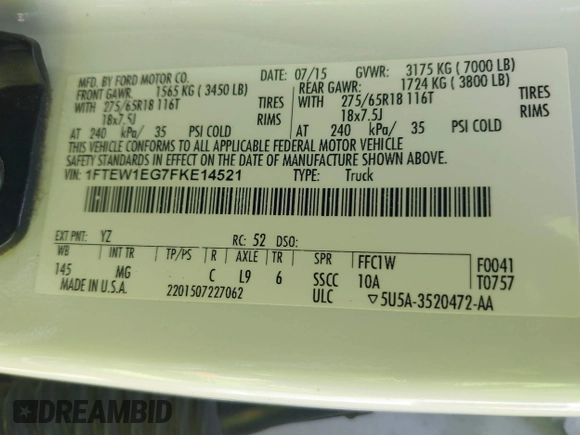 MFD. BY FORD MOTOR CO.
DATE: 07/15 GVWR: 3175 KG ( 7000 LB)
FRONT GAWR: 1565 KG ( 3450 LB)
REAR GAWR: 1724 KG ( 3800 LB)
WITH 275/65R18 116T TIRES
WITH 275/65R18 116T TIRES
18x7.5J RIMS
18x7.5J RIMS
AT 240 kPa/ 35 PSI COLD
AT 240 kPa/ 35 PSI COLD
THIS VEHICLE CONFORMS TO ALL APPLICABLE FEDERAL MOTOR VEHICLE
SAFETY STANDARDS IN EFFECT ON THE DATE OF MANUFACTURE SHOWN ABOVE.
VIN: 1FTEW1EG7FKE14521 TYPE: Truck
EXT PNT: YZ RC: 52 DSO:
WB INT TR TP/PS R AXLE TR SPR FFC1W F0041
145 MG C L9 6 SSCC 10A T0757
MADE IN U.S.A. 2201507227062 ULC ▽5U5A-3520472-AA
DREAMBID